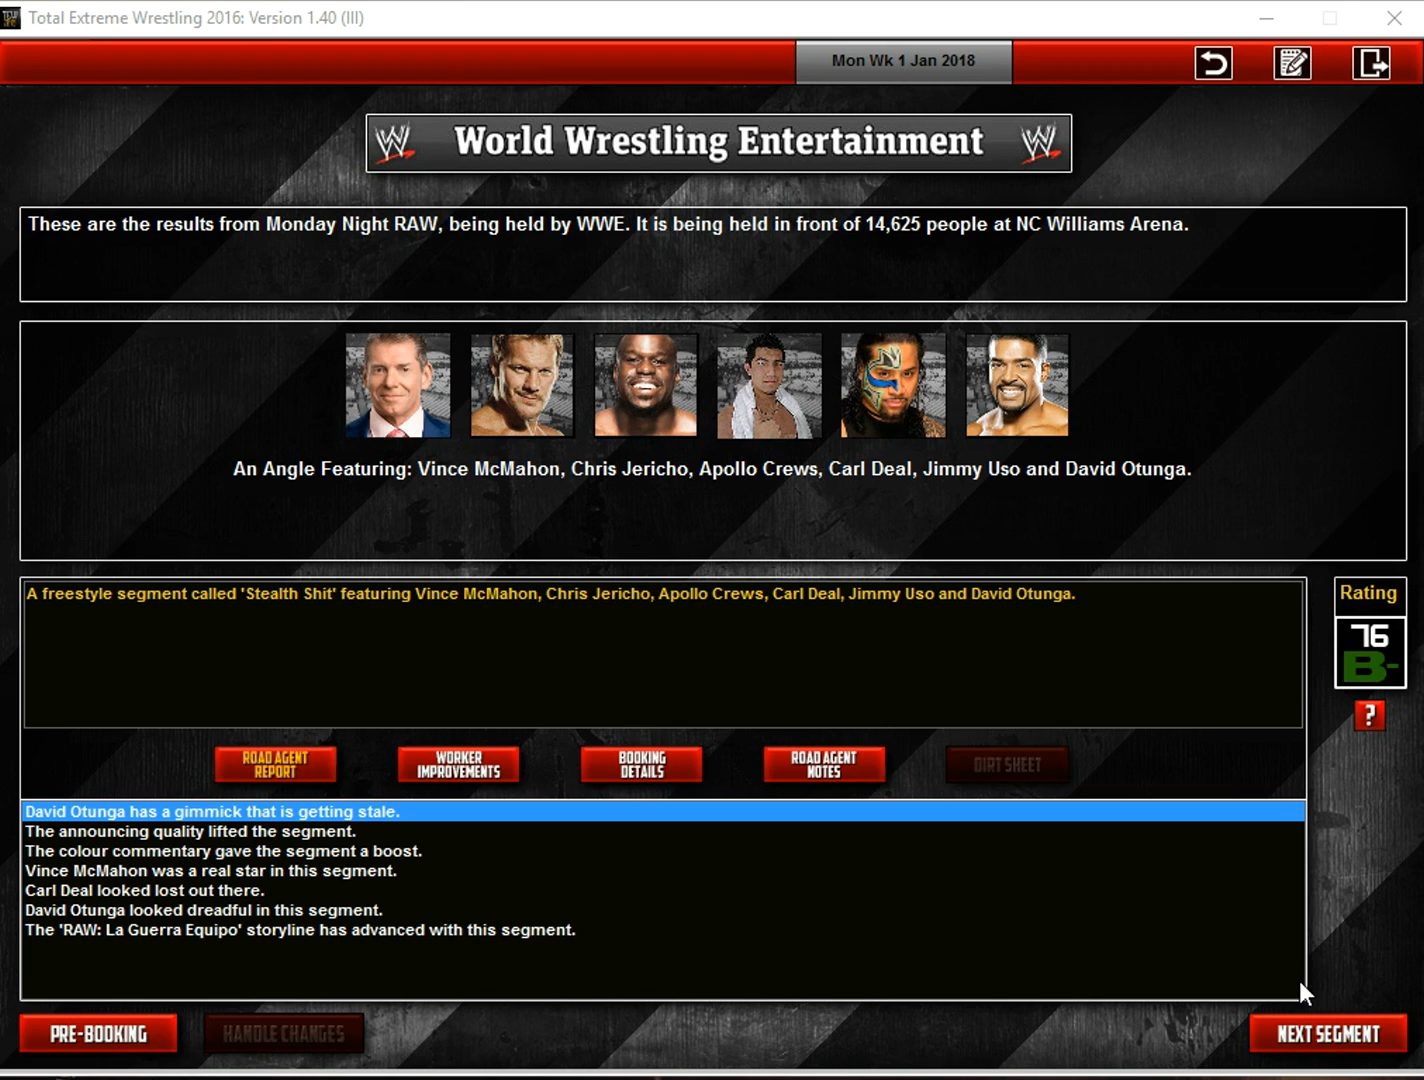 Total Extreme Wrestling 2016: Version 1.40 (III)
Mon Wk 1 Jan 2018
World Wrestling Entertainment
These are the results from Monday Night RAW, being held by WWE. It is being held in front of 14,625 people at NC Williams Arena.
An Angle Featuring: Vince McMahon, Chris Jericho, Apollo Crews, Carl Deal, Jimmy Uso and David Otunga.
A freestyle segment called 'Stealth Shit' featuring Vince McMahon, Chris Jericho, Apollo Crews, Carl Deal, Jimmy Uso and David Otunga.
Rating
76
B-
?
ROAD AGENT
REPORT
WORKER
IMPROVEMENTS
BOOKING
DETAILS
ROAD AGENT
NOTES
DIRT SHEET
David Otunga has a gimmick that is getting stale.
The announcing quality lifted the segment.
The colour commentary gave the segment a boost.
Vince McMahon was a real star in this segment.
Carl Deal looked lost out there.
David Otunga looked dreadful in this segment.
The 'RAW: La Guerra Equipo' storyline has advanced with this segment.
PRE-BOOKING
HANDLE CHANGES
NEXT SEGMENT